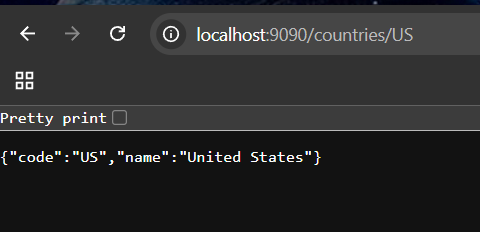 localhost:9090/countries/US
Pretty print
{"code":"US","name":"United States"}